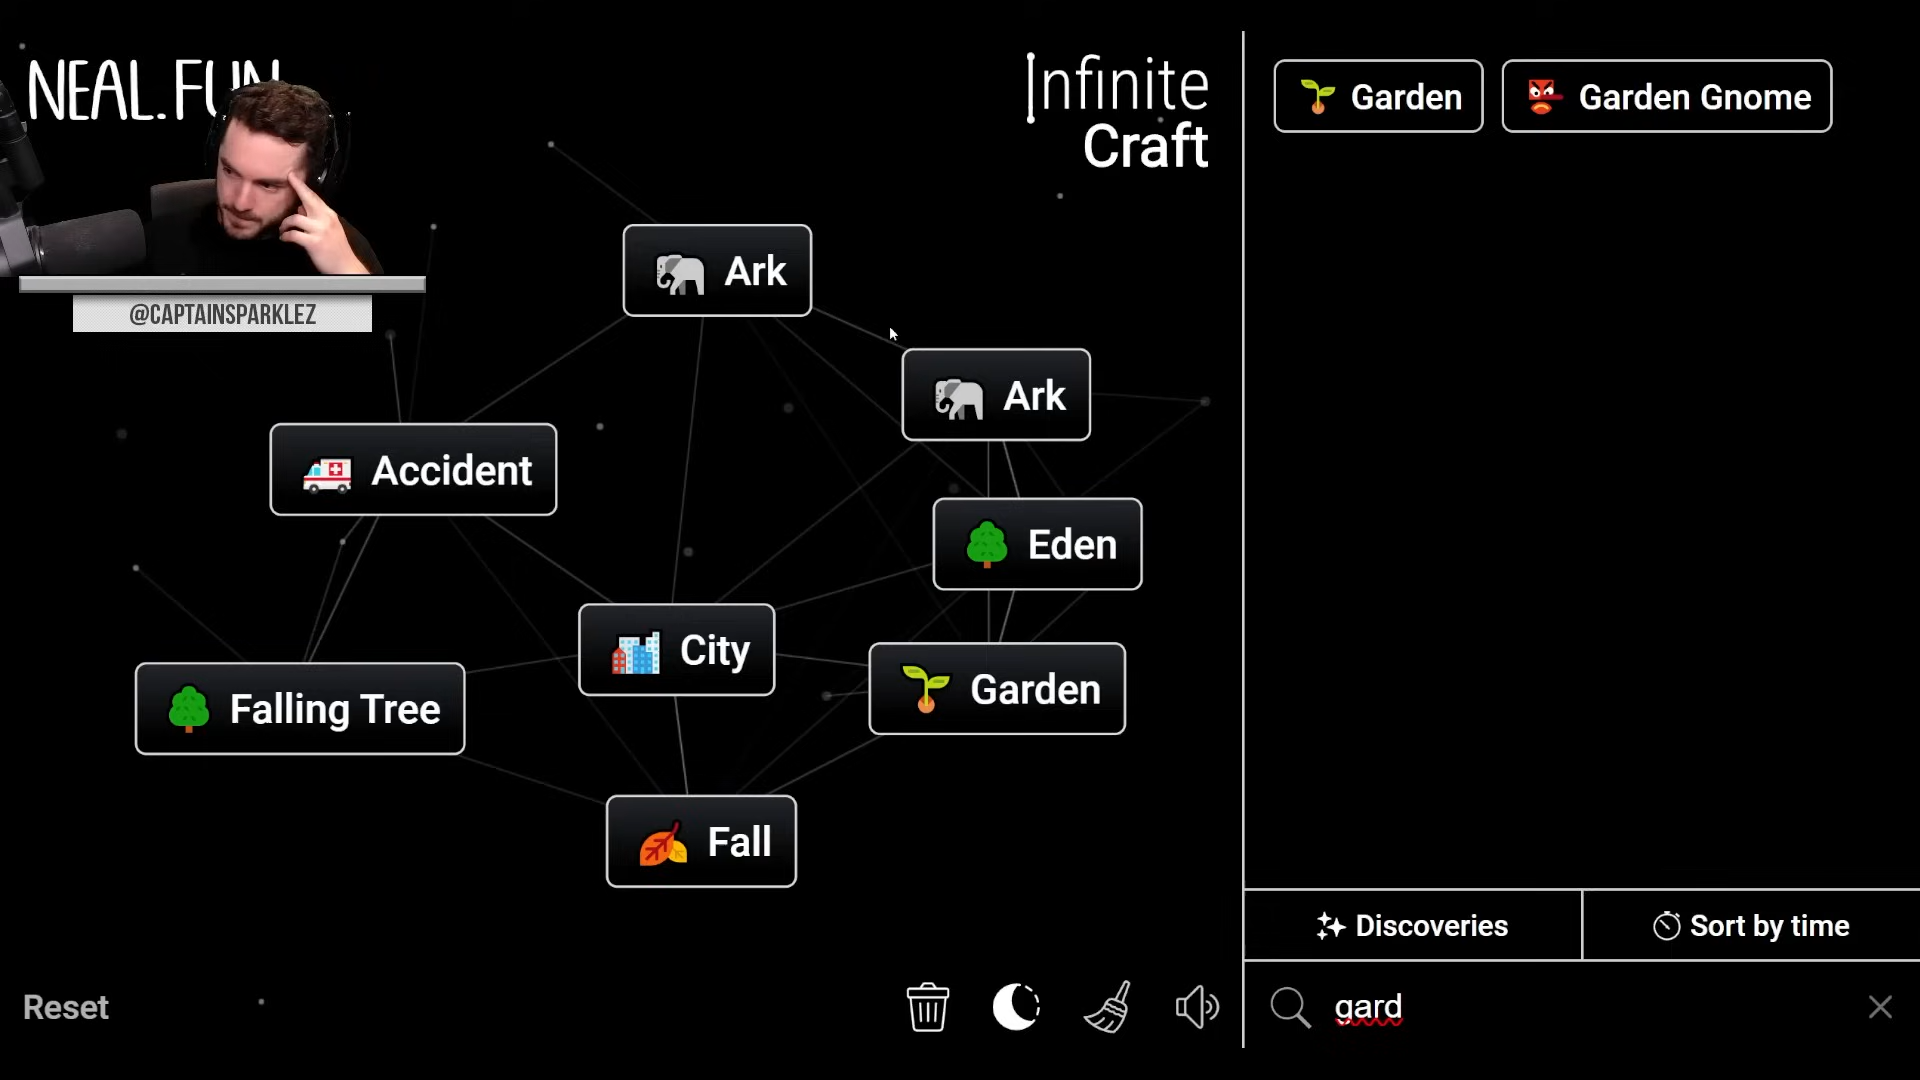 NEAL.FUN
Infinite
Craft
Garden
Garden Gnome
@CAPTAINSPARKLEZ
Ark
Ark
Accident
Eden
City
Garden
Falling Tree
Fall
Discoveries
Sort by time
Reset
gard